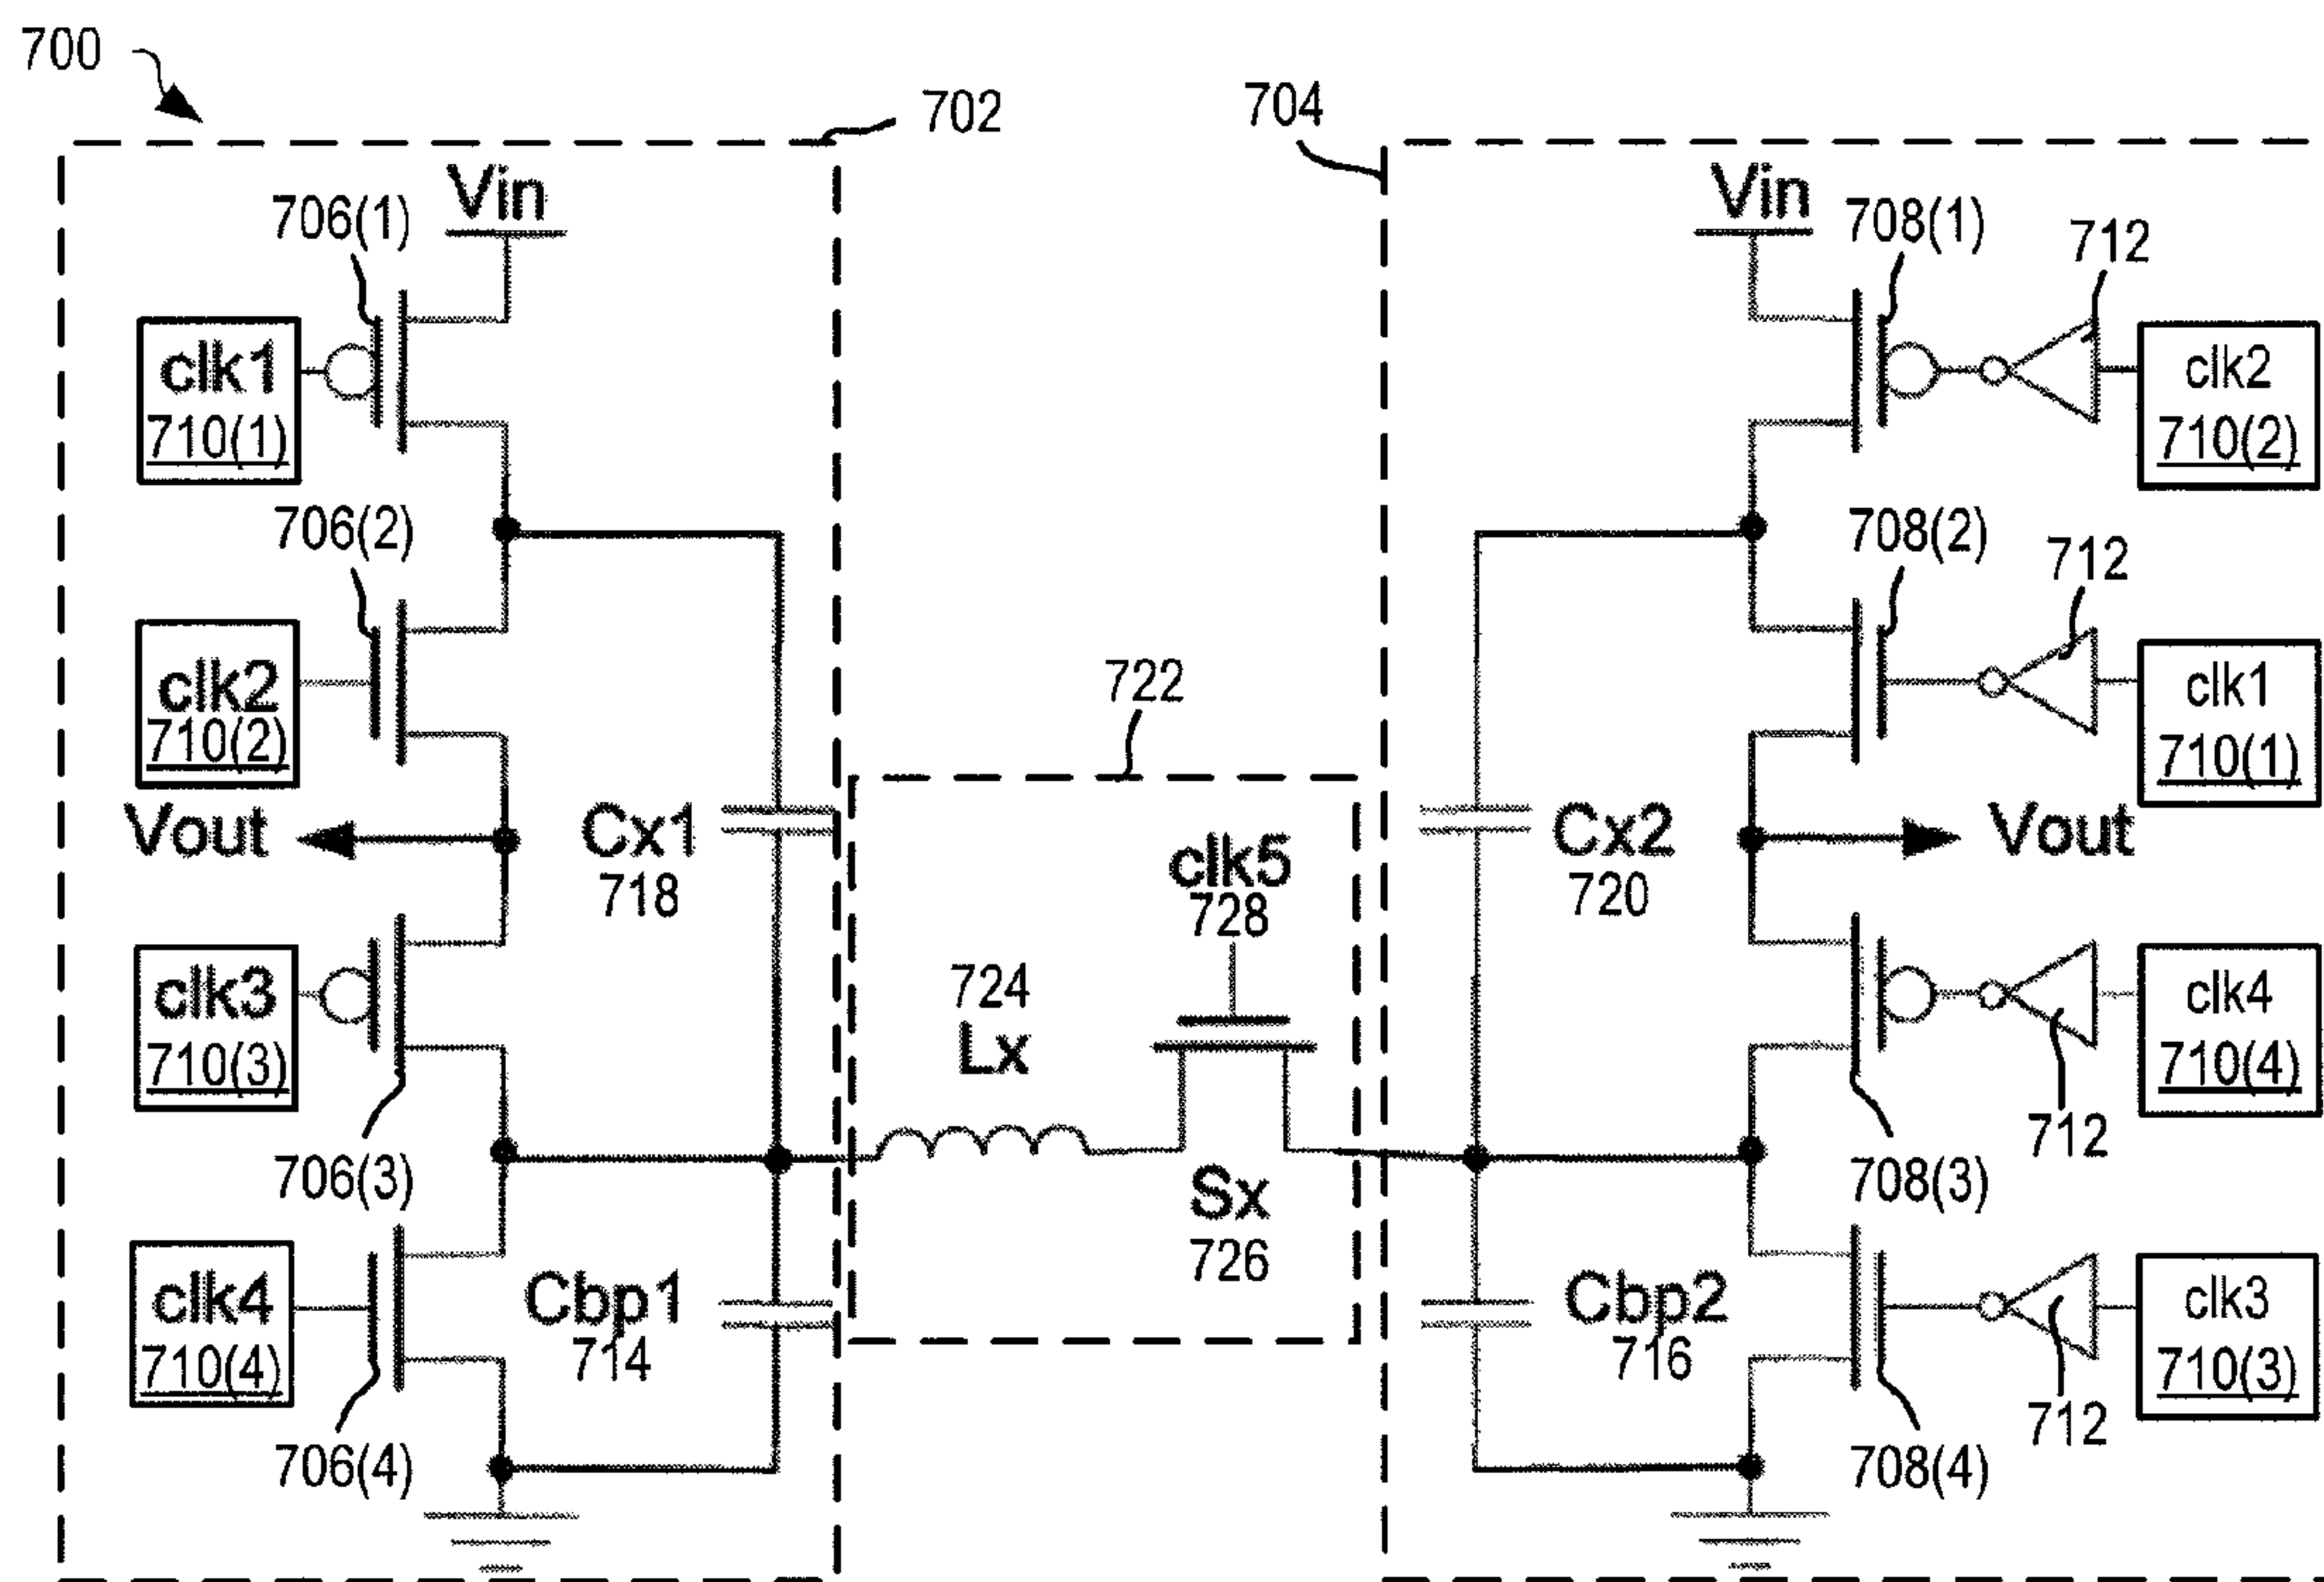 700
702
704
Vin
706(1)
clk1
710(1)
706(2)
clk2
710(2)
Vout
Cx1
718
clk3
710(3)
706(3)
clk4
710(4)
706(4)
Cbp1
714
722
clk5
728
724
Lx
Sx
726
Vin
708(1)
712
clk2
710(2)
708(2)
712
clk1
710(1)
Cx2
720
Vout
clk4
710(4)
712
708(3)
Cbp2
716
clk3
710(3)
712
708(4)